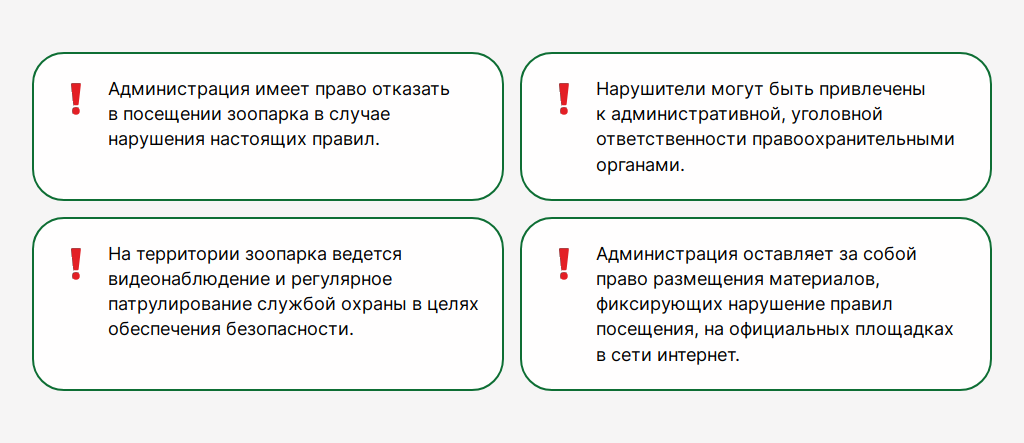 Администрация имеет право отказать
в посещении зоопарка в случае
нарушения настоящих правил.
Нарушители могут быть привлечены
к административной, уголовной
ответственности правоохранительными
органами.
На территории зоопарка ведется
видеонаблюдение и регулярное
патрулирование службой охраны в целях
обеспечения безопасности.
Администрация оставляет за собой
право размещения материалов,
фиксирующих нарушение правил
посещения, на официальных площадках
в сети интернет.